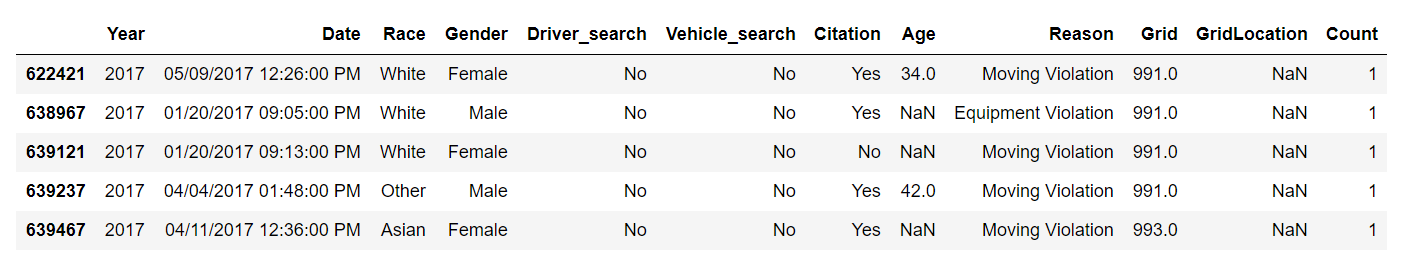 Year Date Race Gender Driver_search Vehicle_search Citation Age Reason Grid GridLocation Count
622421 2017 05/09/2017 12:26:00 PM White Female No No Yes 34.0 Moving Violation 991.0 NaN 1
638967 2017 01/20/2017 09:05:00 PM White Male No No Yes NaN Equipment Violation 991.0 NaN 1
639121 2017 01/20/2017 09:13:00 PM White Female No No No NaN Moving Violation 991.0 NaN 1
639237 2017 04/04/2017 01:48:00 PM Other Male No No Yes 42.0 Moving Violation 991.0 NaN 1
639467 2017 04/11/2017 12:36:00 PM Asian Female No No Yes NaN Moving Violation 993.0 NaN 1